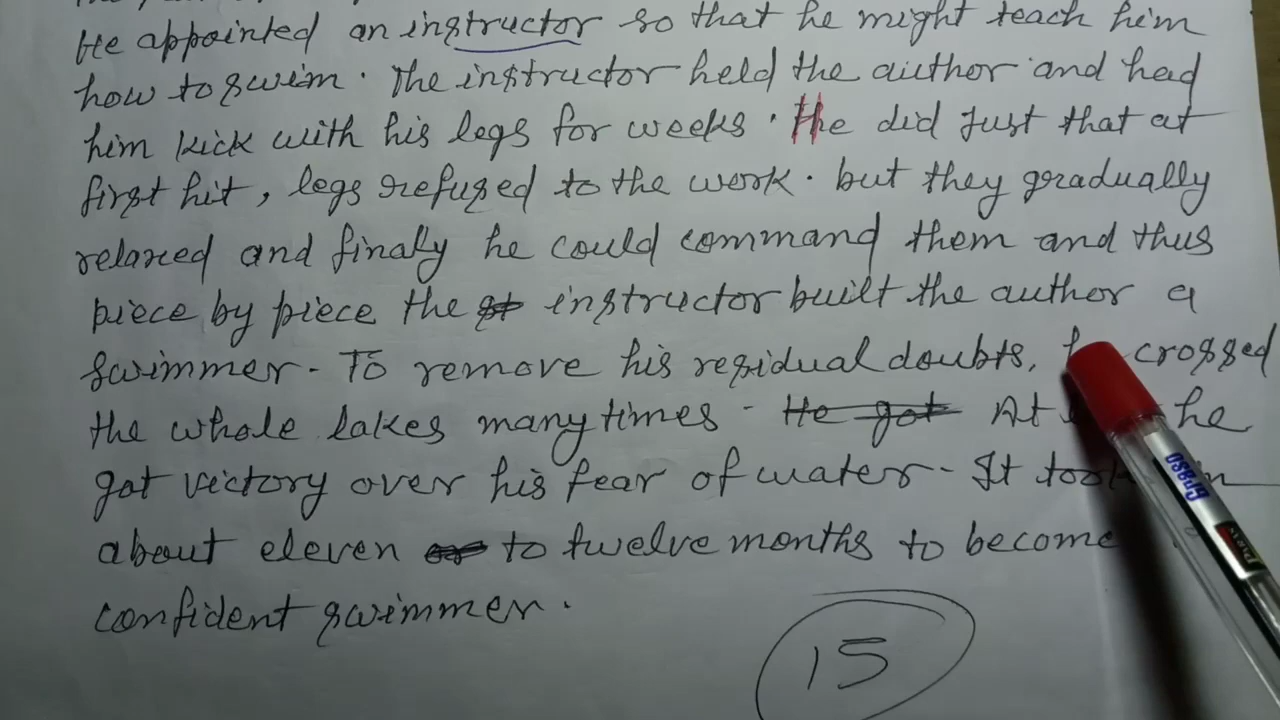 He appointed an instructor so that he might teach him
how to swim. The instructor held the author and had
him kick with his legs for weeks. He did Just that at
first hit, legs refused to the work. but they gradually
relaxed and finaly he could command them and thus
piece by piece the instructor built the author a
swimmer. To remove his residual doubts, crossed
the whole lakes many times. He got At he
got victory over his fear of water. It took
about eleven to twelve months to become
confident swimmer.
15